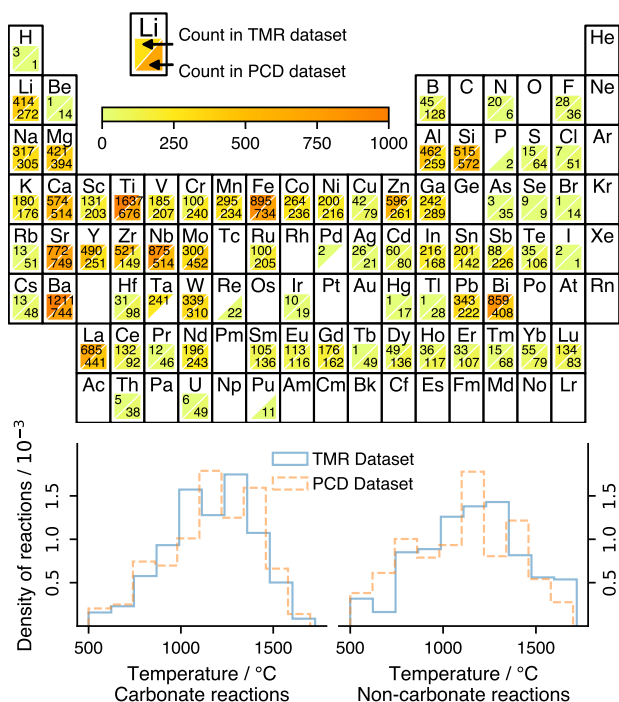 Li
Count in TMR dataset
Count in PCD dataset
0 250 500 750 1000
H He
3
1
Li Be B C N O F Ne
414 1 45 20 28
272 14 128 6 36
Na Mg Al Si P S Cl Ar
317 421 462 515 15 7
305 394 259 572 2 64 51
K Ca Sc Ti V Cr Mn Fe Co Ni Cu Zn Ga Ge As Se Br Kr
180 574 131 1637 185 100 295 895 264 200 42 596 242 3 9 1
176 514 203 676 207 240 234 734 236 216 79 261 289 35 9 14
Rb Sr Y Zr Nb Mo Tc Ru Rh Pd Ag Cd In Sn Sb Te I Xe
13 772 490 521 875 300 100 2 26 60 216 201 88 35 2
51 749 251 149 514 452 205 21 80 168 142 226 106 1
Cs Ba Hf Ta W Re Os Ir Pt Au Hg Tl Pb Bi Po At Rn
13 1211 31 241 339 10 1 1 343 859
48 744 98 310 22 19 17 28 222 408
La Ce Pr Nd Pm Sm Eu Gd Tb Dy Ho Er Tm Yb Lu
685 132 12 196 105 113 176 1 49 36 33 15 55 134
441 92 46 243 136 116 162 49 136 117 107 68 79 83
Ac Th Pa U Np Pu Am Cm Bk Cf Es Fm Md No Lr
5 6
38 49 11
TMR Dataset
PCD Dataset
Density of reactions / 10⁻³
1.5 1.5
1.0 1.0
0.5 0.5
500 1000 1500 500 1000 1500
Temperature / °C Temperature / °C
Carbonate reactions Non-carbonate reactions